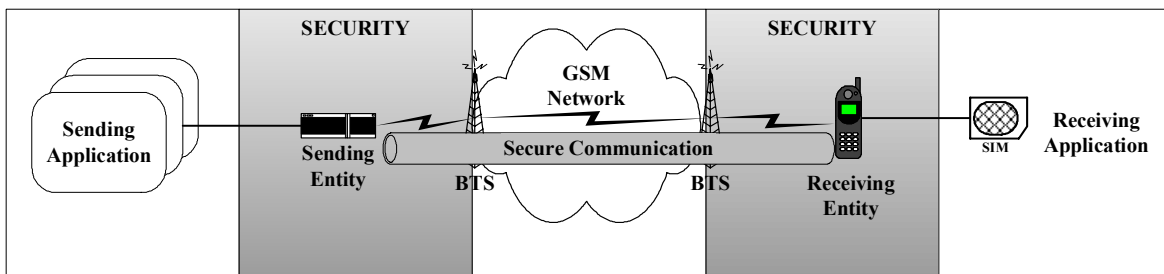 SECURITY
SECURITY
GSM
Network
Sending
Application
Sending
Entity
Secure Communication
BTS
BTS
Receiving
Entity
SIM
Receiving
Application